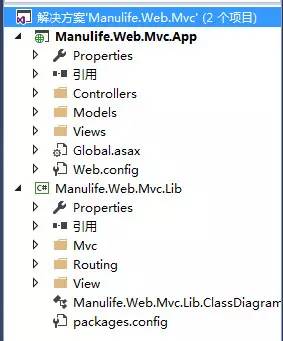 解决方案'Manulife.Web.Mvc' (2 个项目)
Manulife.Web.Mvc.App
Properties
引用
Controllers
Models
Views
Global.asax
Web.config
Manulife.Web.Mvc.Lib
Properties
引用
Mvc
Routing
View
Manulife.Web.Mvc.Lib.ClassDiagram
packages.config